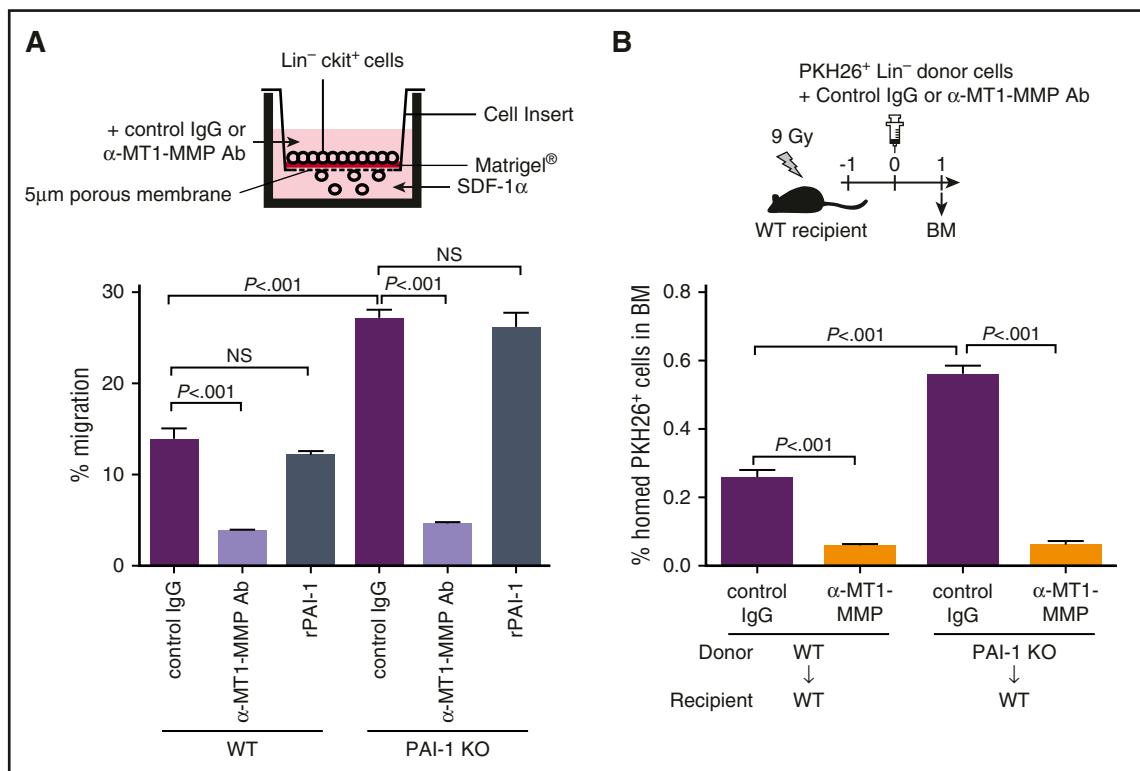 A
Lin⁻ ckit⁺ cells
+ control IgG or
α-MT1-MMP Ab
5μm porous membrane
Cell Insert
Matrigel®
SDF-1α
% migration
30
20
10
0
P<.001
NS
P<.001
P<.001
NS
control IgG
α-MT1-MMP Ab
rPAI-1
control IgG
α-MT1-MMP Ab
rPAI-1
WT
PAI-1 KO
B
PKH26⁺ Lin⁻ donor cells
+ Control IgG or α-MT1-MMP Ab
9 Gy
-1
0
1
WT recipient
BM
% homed PKH26⁺ cells in BM
0.8
0.6
0.4
0.2
0.0
P<.001
P<.001
P<.001
control
IgG
α-MT1-
MMP
control
IgG
α-MT1-
MMP
Donor
WT
PAI-1 KO
↓
↓
Recipient
WT
WT